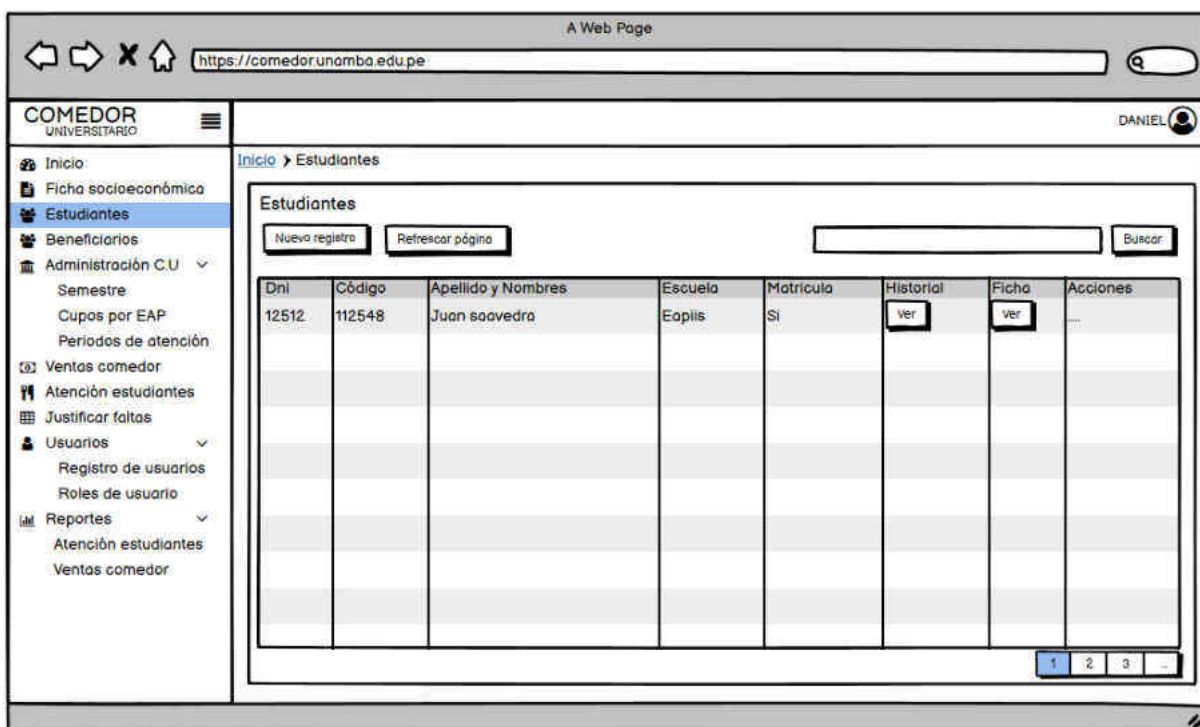 A Web Page
https://comedor.unamba.edu.pe
COMEDOR
UNIVERSITARIO
DANIEL
Inicio
Ficha socioeconómica
Estudiantes
Beneficiarios
Administración C.U
Semestre
Cupos por EAP
Periodos de atención
Ventas comedor
Atención estudiantes
Justificar faltas
Usuarios
Registro de usuarios
Roles de usuario
Reportes
Atención estudiantes
Ventas comedor
Inicio > Estudiantes
Estudiantes
Nuevo registro Refrescar página Buscar
Dni Código Apellido y Nombres Escuela Matricula Historial Ficha Acciones
12512 112548 Juan saavedra Eapiis Si Ver Ver ....
1 2 3 ...